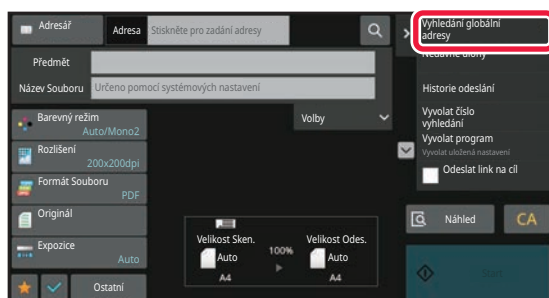 Adresář
Adresa
Stiskněte pro zadání adresy
Předmět
Název Souboru
Určeno pomocí systémových nastavení
Barevný režim
Auto/Mono2
Rozlišení
200x200dpi
Formát Souboru
PDF
Originál
Expozice
Auto
Ostatní
Volby
Velikost Sken.
Auto
A4
100%
Velikost Odes.
Auto
A4
Vyhledání globální
adresy
Historie odeslání
Vyvolat číslo
vyhledání
Vyvolat program
Vyvolat uložená nastavení
Odeslat link na cíl
Náhled
CA
Start